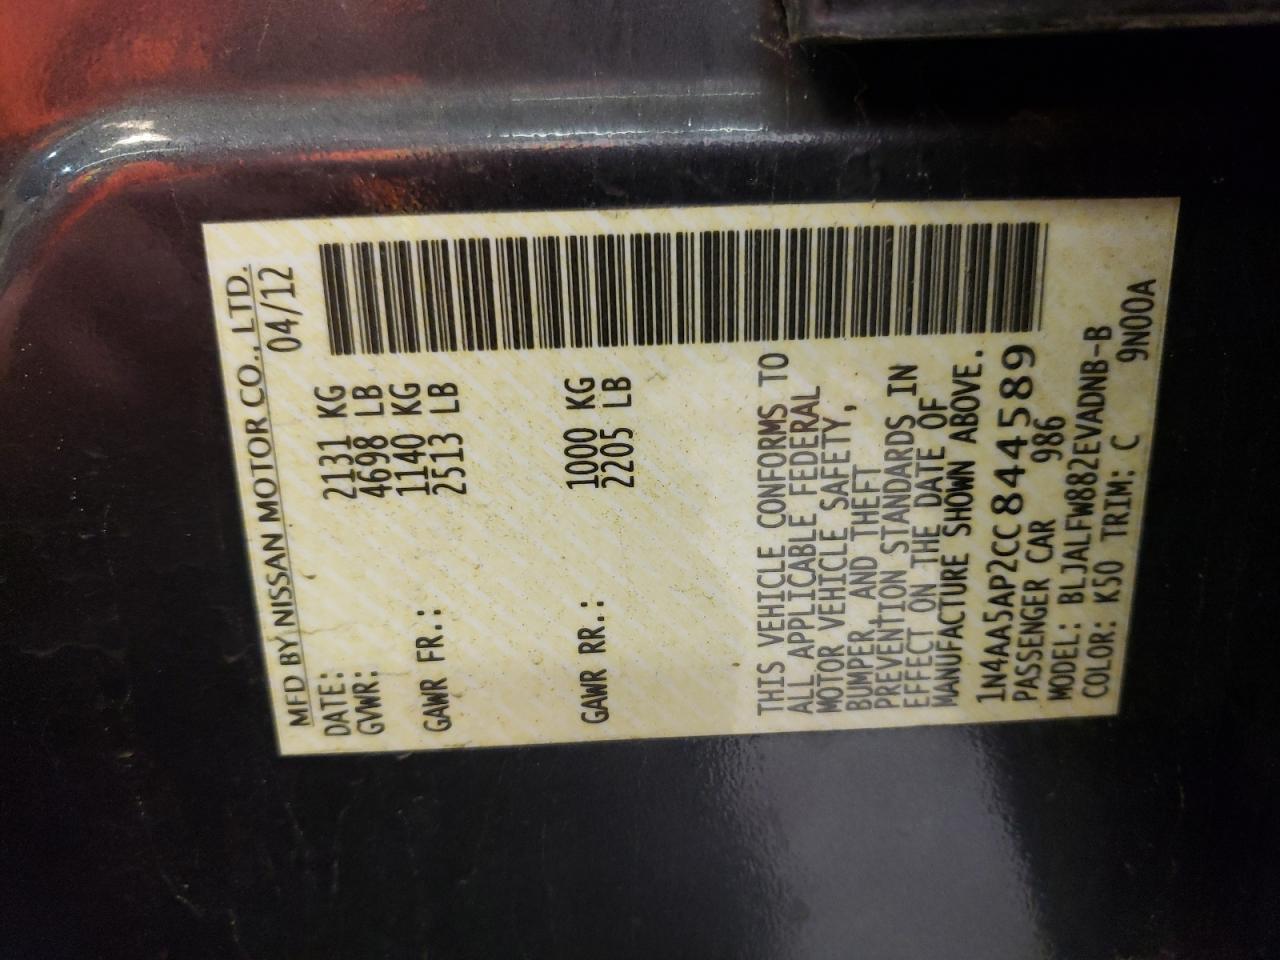 MFD BY NISSAN MOTOR CO., LTD.
DATE: 04/12
GVWR: 2131 KG
4698 LB
GAWR FR.: 1140 KG
2513 LB
GAWR RR.: 1000 KG
2205 LB
THIS VEHICLE CONFORMS TO
ALL APPLICABLE FEDERAL
MOTOR VEHICLE SAFETY,
BUMPER, AND THEFT
PREVENTION STANDARDS IN
EFFECT ON THE DATE OF
MANUFACTURE SHOWN ABOVE.
1N4AA5AP2CC844589
PASSENGER CAR 986
MODEL: BLJALFW882EVADNB-B
COLOR: K50 TRIM: C 9N00A